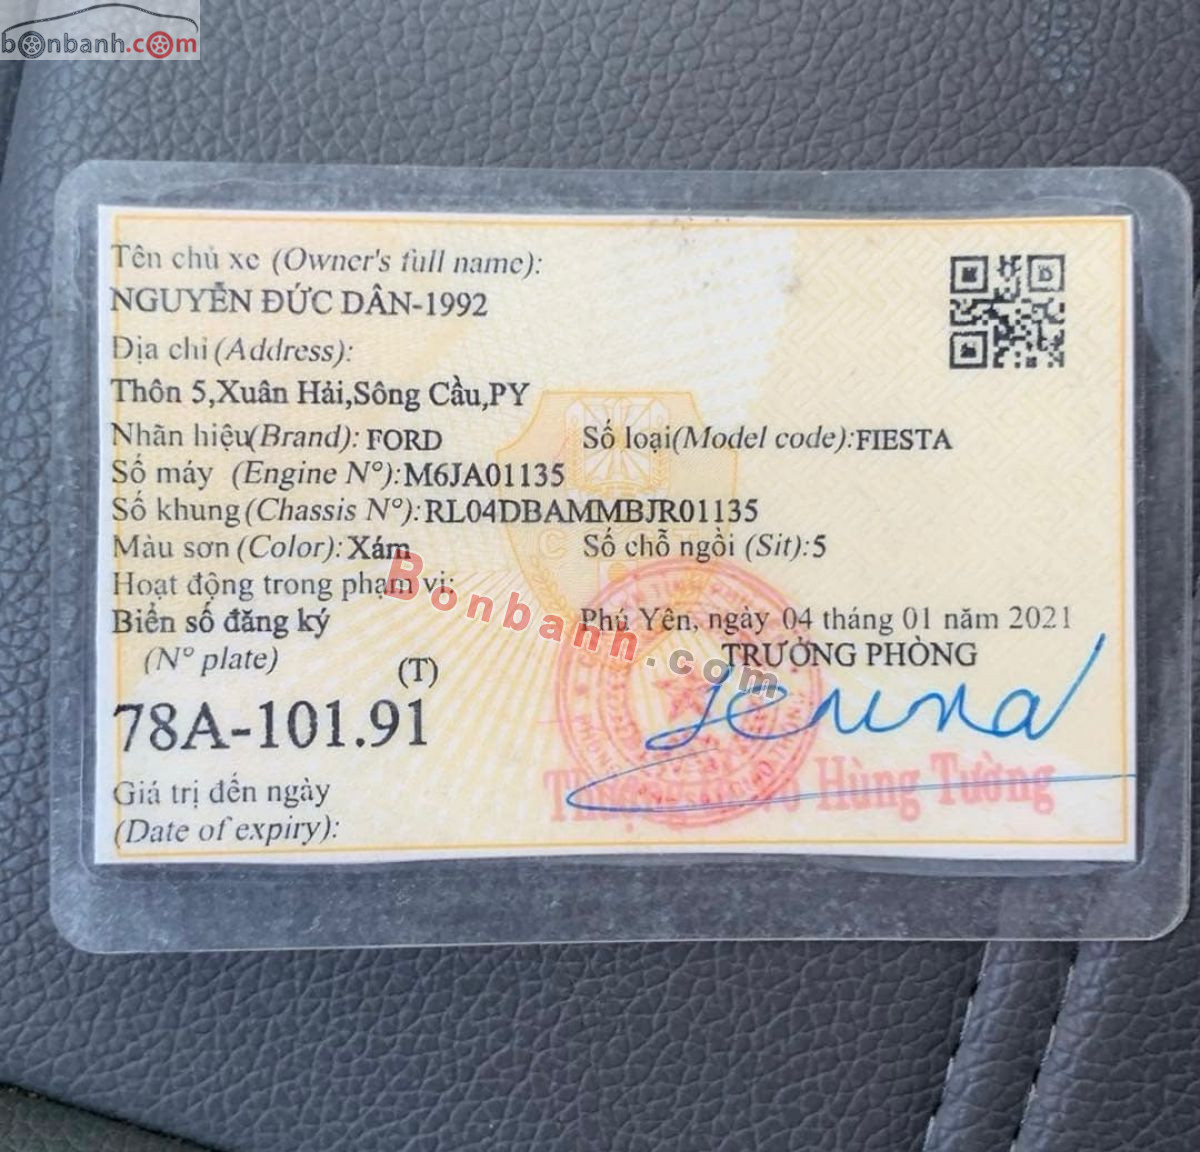 bonbanh.com
Tên chủ xe (Owner's full name):
NGUYỄN ĐỨC DÂN-1992
Địa chỉ (Address):
Thôn 5,Xuân Hải,Sông Cầu,PY
Nhãn hiệu(Brand): FORD Số loại(Model code):FIESTA
Số máy (Engine N°):M6JA01135
Số khung(Chassis N°):RL04DBAMMBJR01135
Màu sơn(Color):Xám Số chỗ ngồi (Sit):5
Hoạt động trong phạm vi:
Bonbanh.com
Biển số đăng ký Phú Yên, ngày 04 tháng 01 năm 2021
(N° plate) (T) TRƯỞNG PHÒNG
78A-101.91
Hùng Tường
Giá trị đến ngày
(Date of expiry):